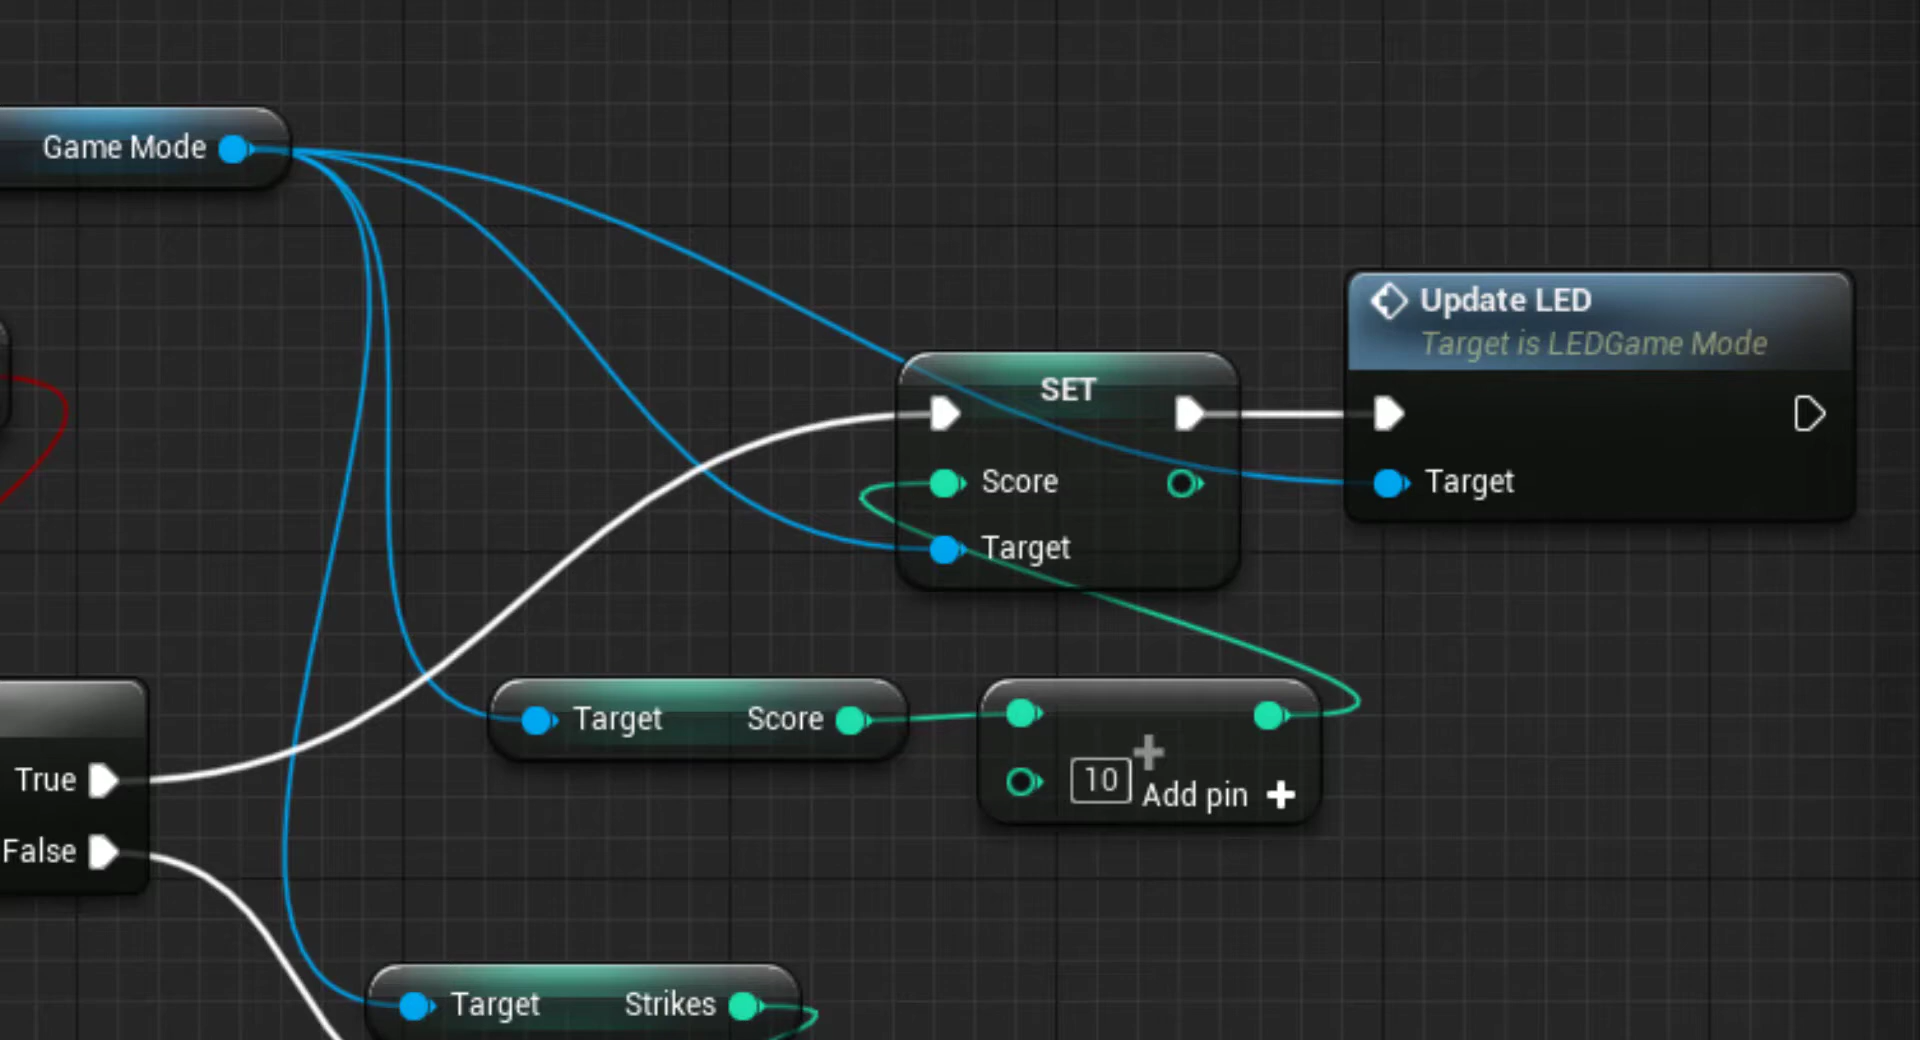 Game Mode
Update LED
Target is LEDGame Mode
SET
Score
Target
Target
Target Score
10
Add pin
True
False
Target Strikes